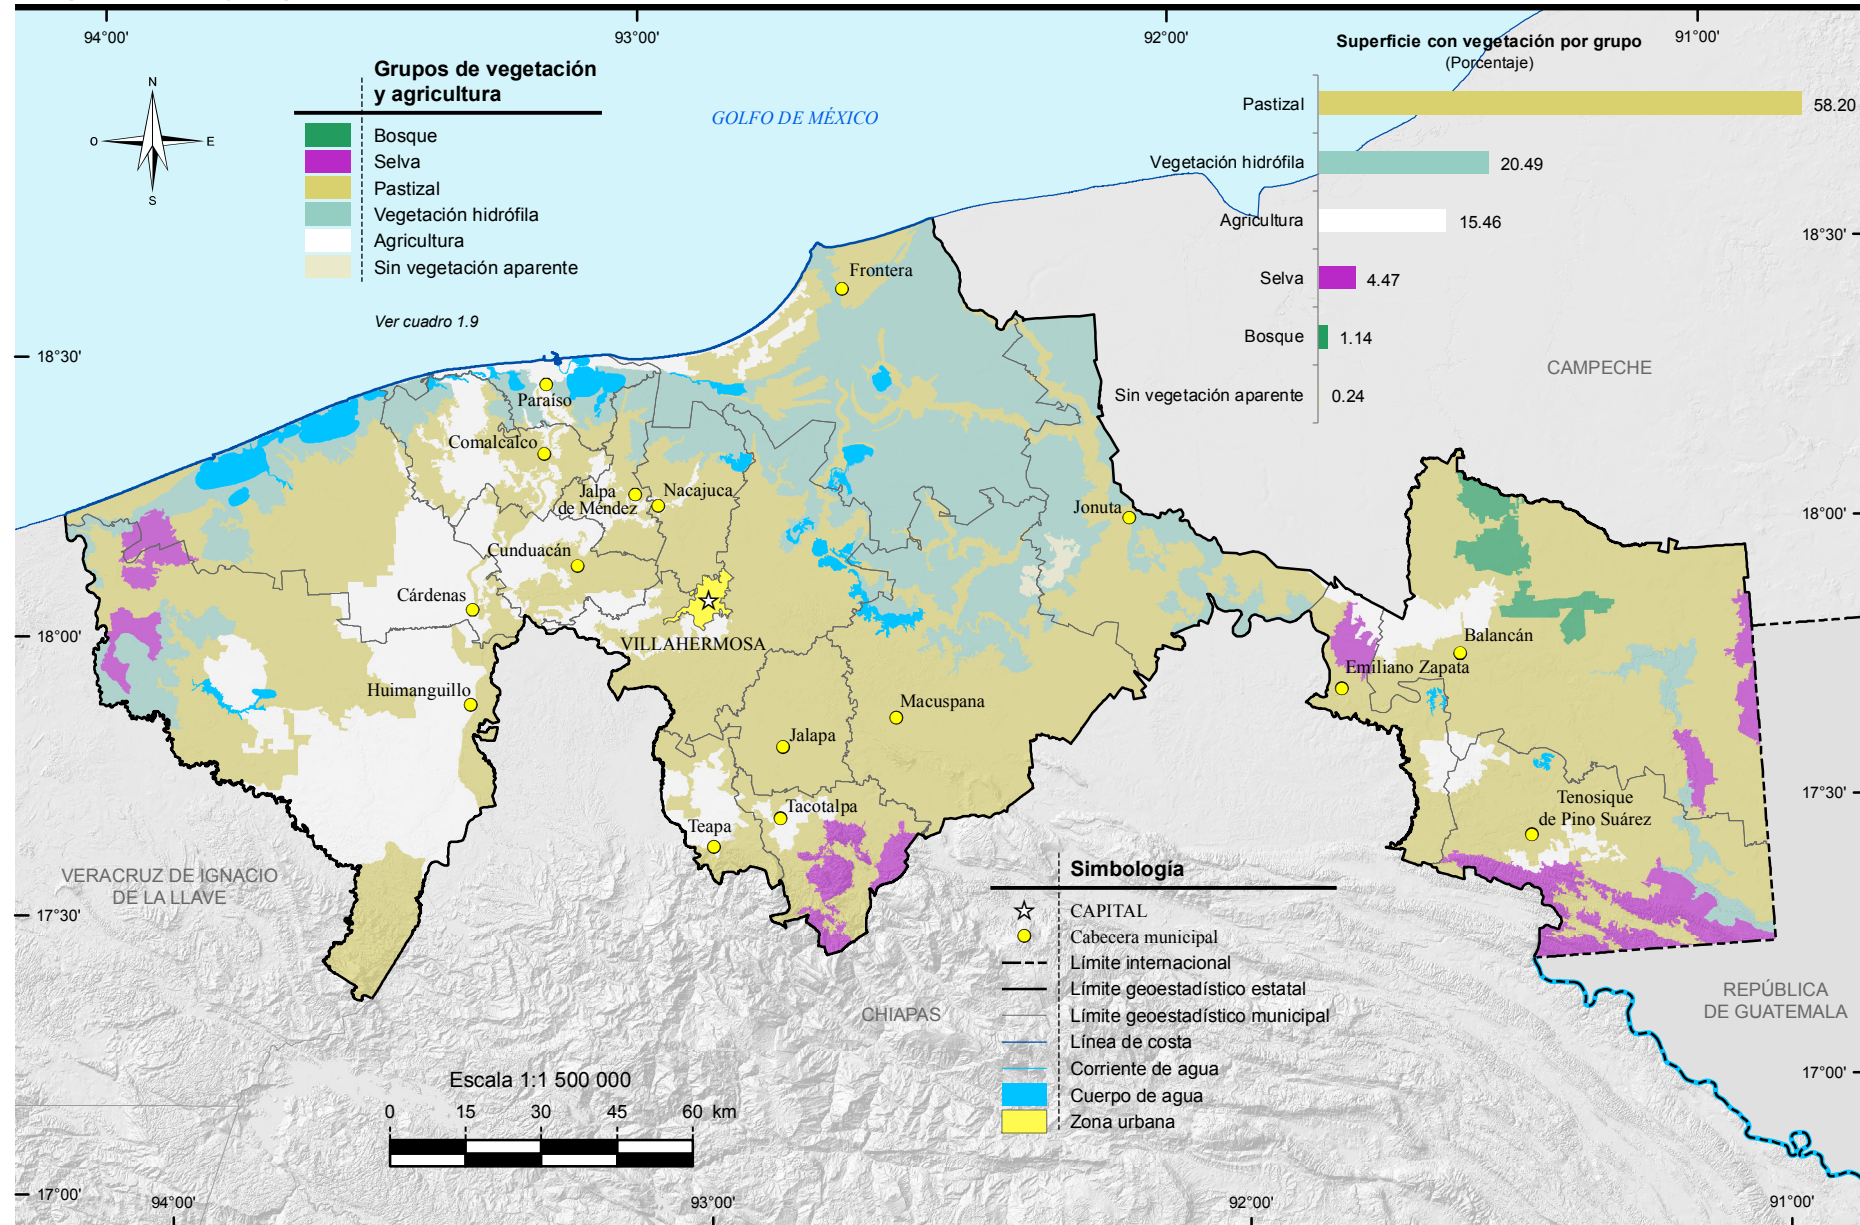 94°00'
93°00'
92°00'
91°00'
N
O
E
S
Grupos de vegetación
y agricultura
Bosque
Selva
Pastizal
Vegetación hidrófila
Agricultura
Sin vegetación aparente
Ver cuadro 1.9
GOLFO DE MÉXICO
Superficie con vegetación por grupo
(Porcentaje)
Pastizal 58.20
Vegetación hidrófila 20.49
Agricultura 15.46
Selva 4.47
Bosque 1.14
Sin vegetación aparente 0.24
18°30'
18°30'
CAMPECHE
Frontera
Paraíso
Comalcalco
Jalpa
de Méndez
Nacajuca
Jonuta
18°00'
Cunduacán
Cárdenas
18°00'
VILLAHERMOSA
Balancán
Emiliano Zapata
Huimanguillo
Macuspana
Jalapa
17°30'
Tenosique
de Pino Suárez
Tacotalpa
Teapa
VERACRUZ DE IGNACIO
DE LA LLAVE
17°30'
Simbología
CAPITAL
Cabecera municipal
Límite internacional
Límite geoestadístico estatal
Límite geoestadístico municipal
Línea de costa
Corriente de agua
Cuerpo de agua
Zona urbana
CHIAPAS
REPÚBLICA
DE GUATEMALA
17°00'
Escala 1:1 500 000
0 15 30 45 60 km
17°00'
94°00'
93°00'
92°00'
91°00'